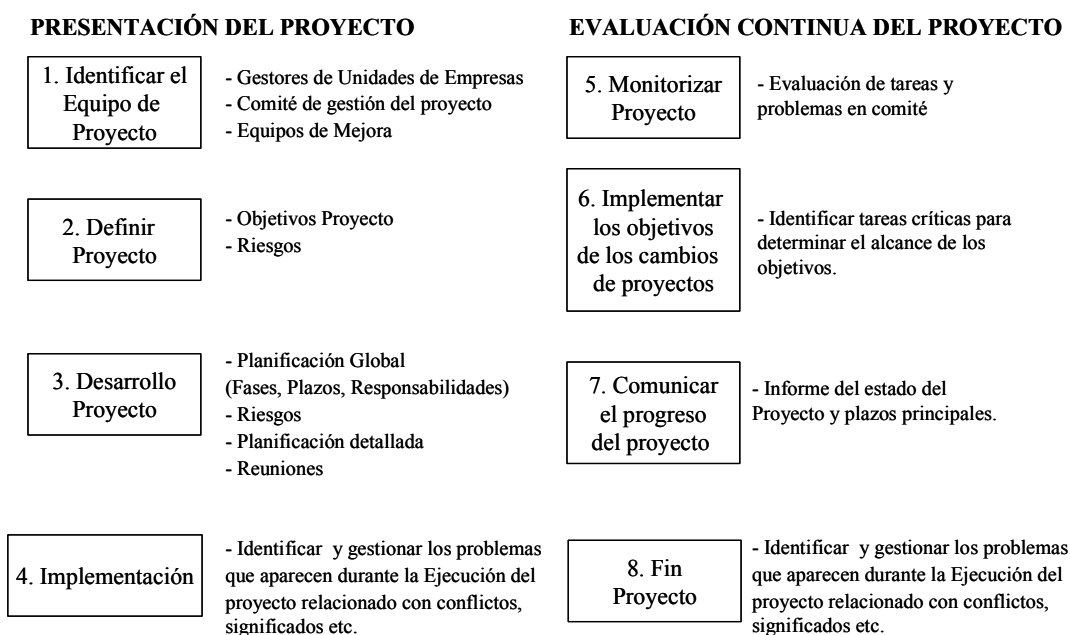 PRESENTACIÓN DEL PROYECTO
1. Identificar el
Equipo de
Proyecto
- Gestores de Unidades de Empresas
- Comité de gestión del proyecto
- Equipos de Mejora
2. Definir
Proyecto
- Objetivos Proyecto
- Riesgos
3. Desarrollo
Proyecto
- Planificación Global
(Fases, Plazos, Responsabilidades)
- Riesgos
- Planificación detallada
- Reuniones
4. Implementación
- Identificar y gestionar los problemas
que aparecen durante la Ejecución del
proyecto relacionado con conflictos,
significados etc.
EVALUACIÓN CONTINUA DEL PROYECTO
5. Monitorizar
Proyecto
- Evaluación de tareas y
problemas en comité
6. Implementar
los objetivos
de los cambios
de proyectos
- Identificar tareas críticas para
determinar el alcance de los
objetivos.
7. Comunicar
el progreso
del proyecto
- Informe del estado del
Proyecto y plazos principales.
8. Fin
Proyecto
- Identificar y gestionar los problemas
que aparecen durante la Ejecución del
proyecto relacionado con conflictos,
significados etc.